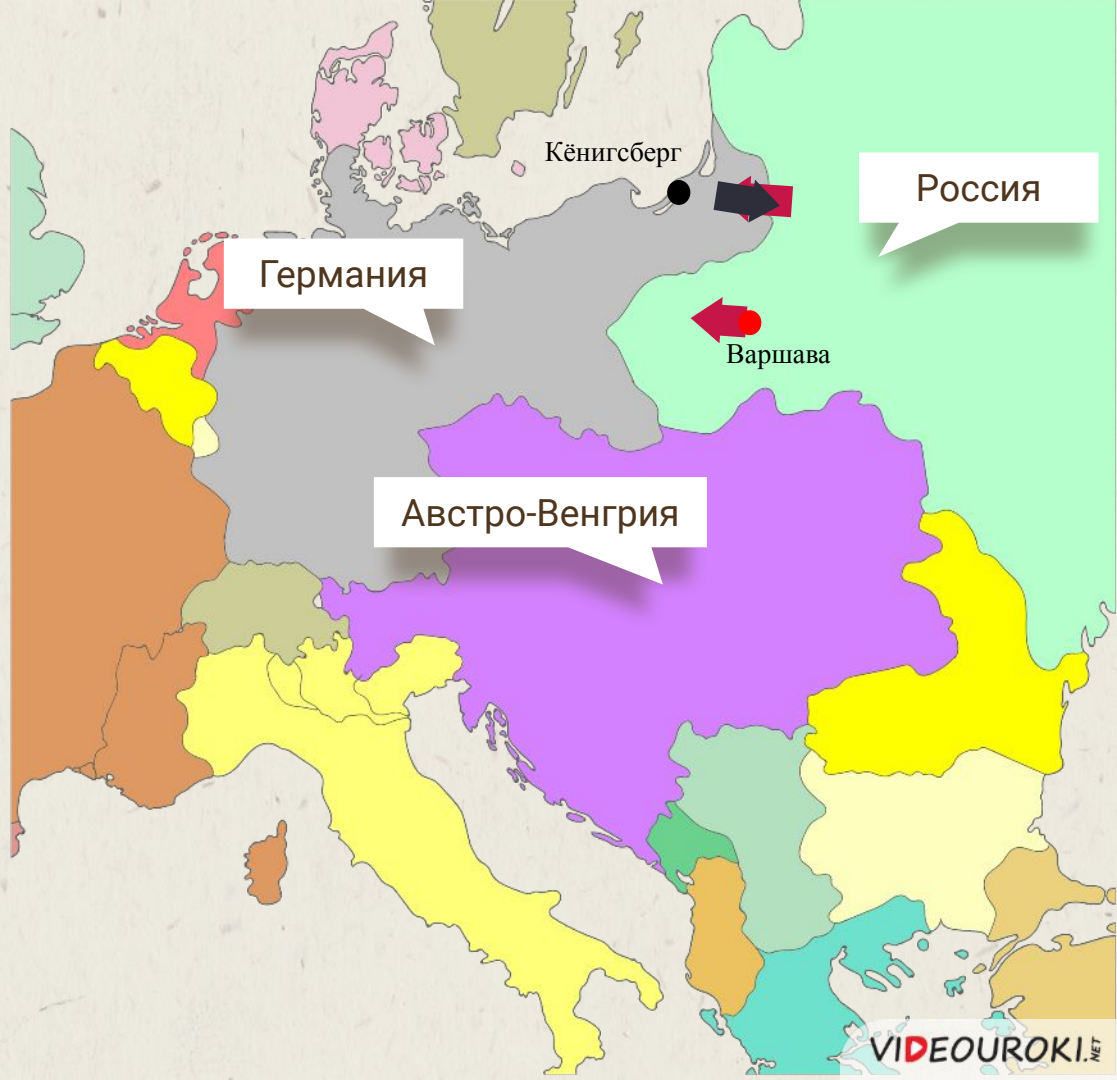 Кёнигсберг
Россия
Германия
Варшава
Австро-Венгрия
VIDEOUROKI.NET